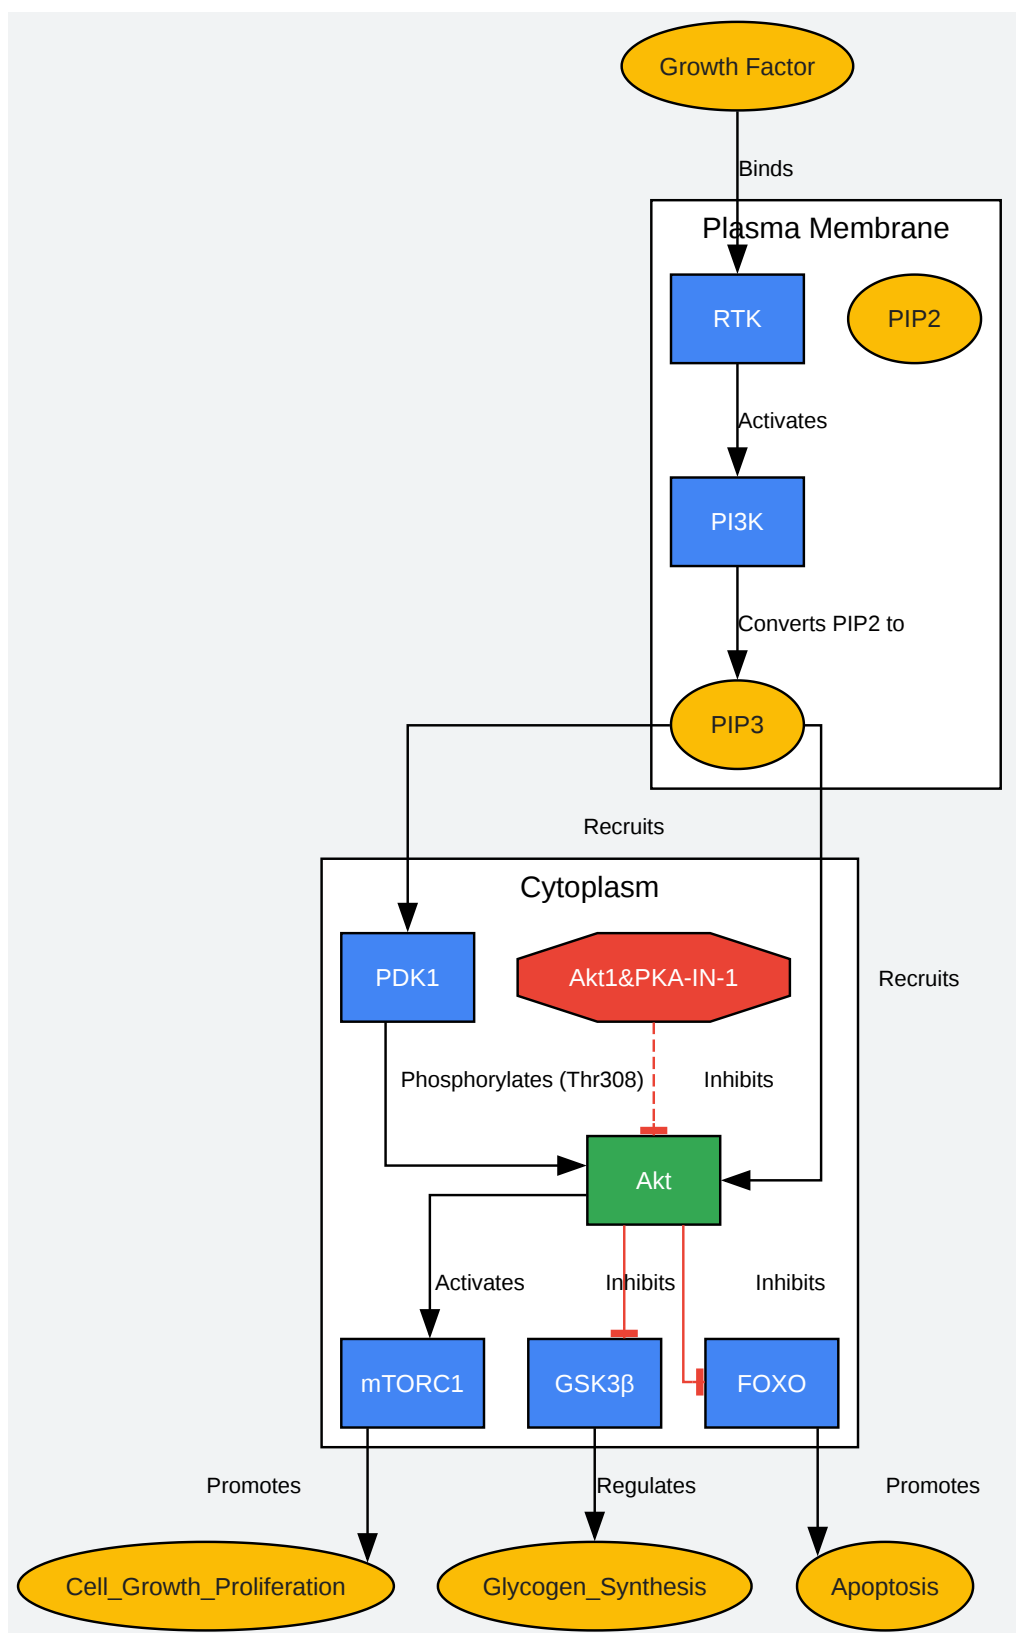 Growth Factor
Binds
Plasma Membrane
RTK
PIP2
Activates
PI3K
Converts PIP2 to
PIP3
Recruits
Cytoplasm
PDK1
Akt1&PKA-IN-1
Recruits
Phosphorylates (Thr308)
Inhibits
Akt
Activates
Inhibits
Inhibits
mTORC1
GSK3β
FOXO
Promotes
Regulates
Promotes
Cell_Growth_Proliferation
Glycogen_Synthesis
Apoptosis